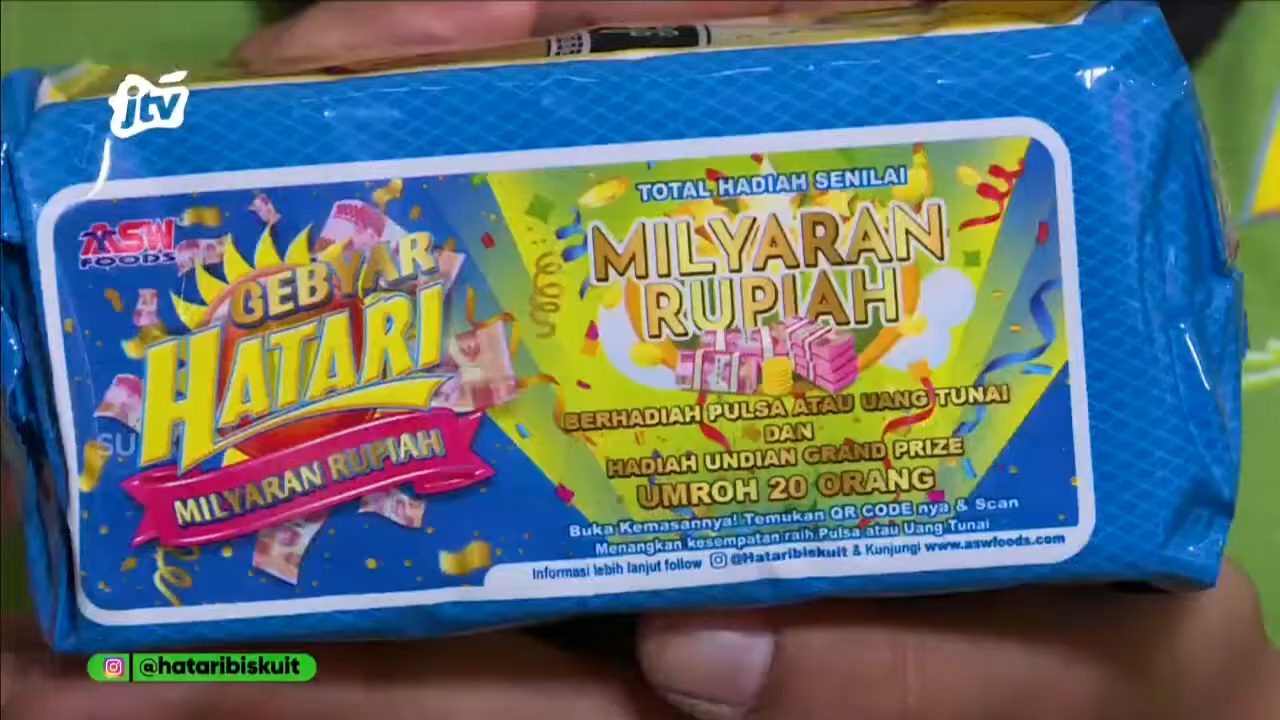 jtv
ASW
FOODS
GEBYAR
HATARI
MILYARAN RUPIAH
TOTAL HADIAH SENILAI
MILYARAN
RUPIAH
BERHADIAH PULSA ATAU UANG TUNAI
DAN
HADIAH UNDIAN GRAND PRIZE
UMROH 20 ORANG
Buka Kemasannya! Temukan QR CODE nya & Scan
Menangkan kesempatan raih Pulsa atau Uang Tunai
Informasi lebih lanjut follow @Hataribiskuit & Kunjungi www.aswfoods.com
SU
@hataribiskuit